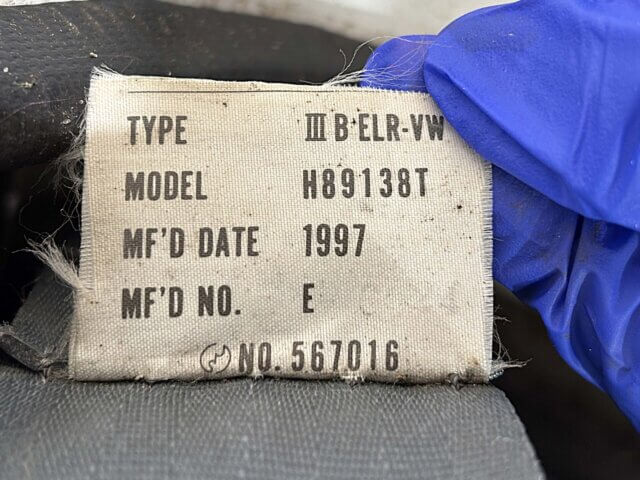 TYPE III B·ELR-VW
MODEL H89138T
MF'D DATE 1997
MF'D NO. E
NO. 567016